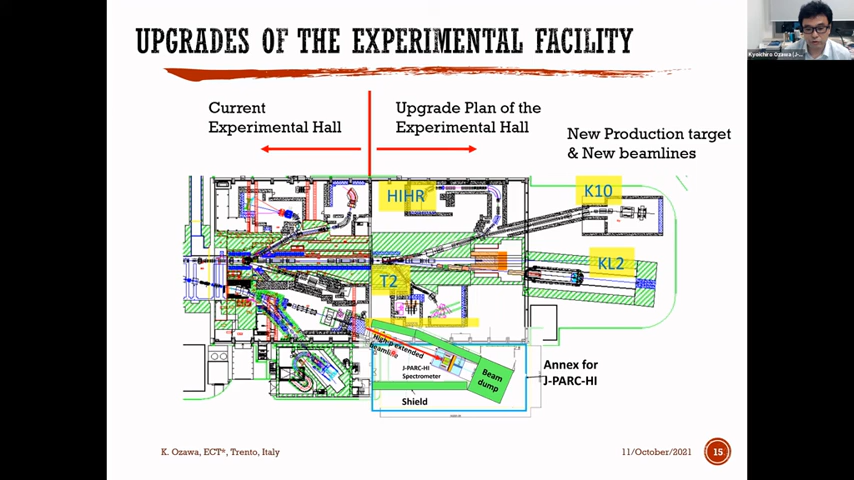 UPGRADES OF THE EXPERIMENTAL FACILITY
Current
Experimental Hall
Upgrade Plan of the
Experimental Hall
New Production target
& New beamlines
HIHR
K10
KL2
T2
High-p extended
beamline
J-PARC-HI
Spectrometer
Beam
dump
Shield
Annex for
J-PARC-HI
K. Ozawa, ECT*, Trento, Italy
11/October/2021
15
Kyoichiro Ozawa (J-...